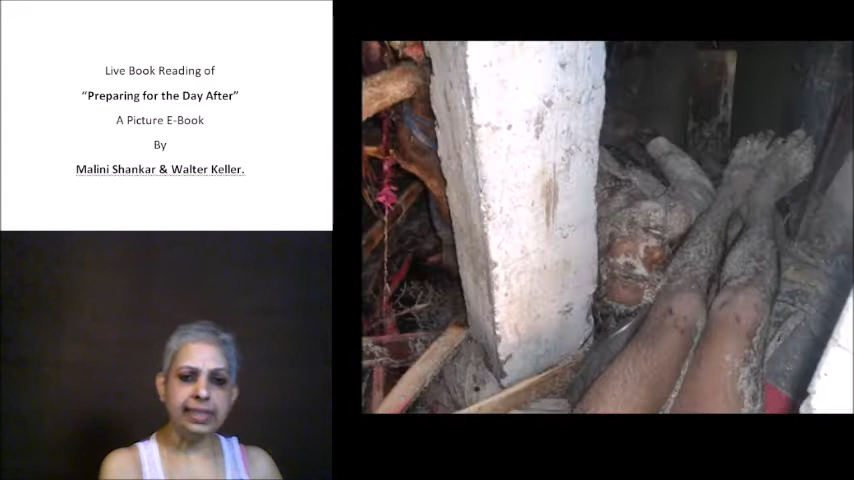 Live Book Reading of
“Preparing for the Day After”
A Picture E-Book
By
Malini Shankar & Walter Keller.